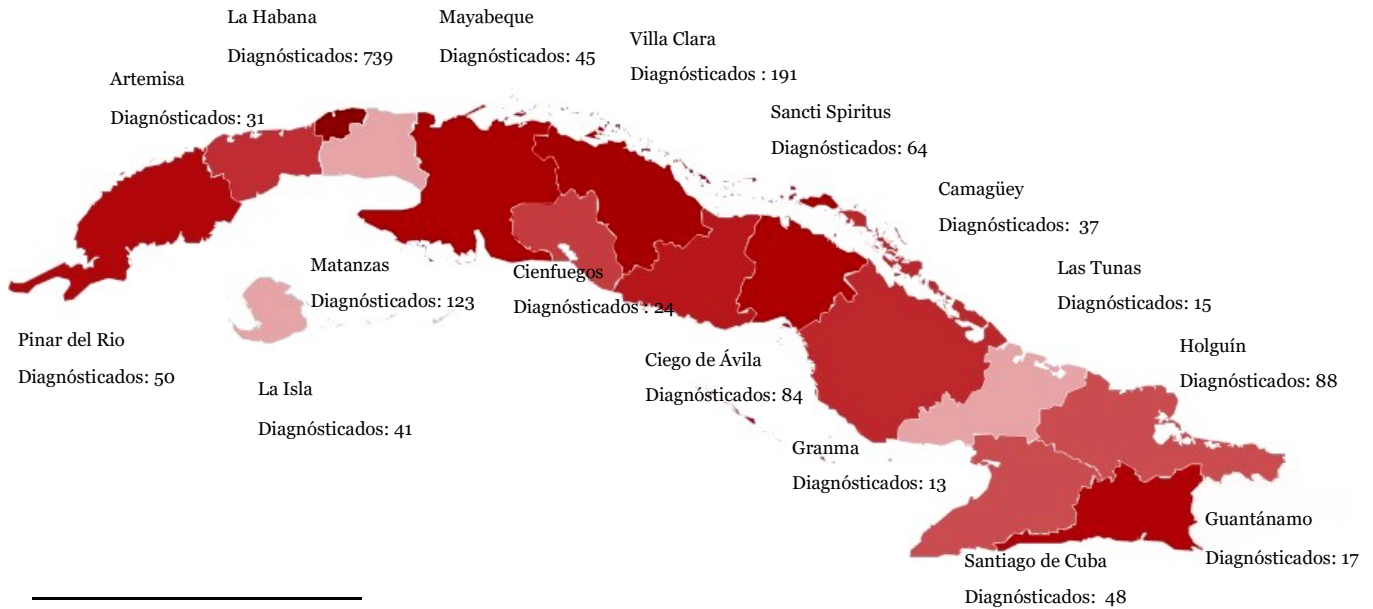 La Habana
Diagnósticados: 739
Mayabeque
Diagnósticados: 45
Villa Clara
Diagnósticados : 191
Artemisa
Diagnósticados: 31
Sancti Spiritus
Diagnósticados: 64
Camagüey
Diagnósticados:  37
Matanzas
Diagnósticados: 123
Cienfuegos
Diagnósticados : 24
Las Tunas
Diagnósticados: 15
Pinar del Rio
Diagnósticados: 50
La Isla
Diagnósticados: 41
Ciego de Ávila
Diagnósticados: 84
Holguín
Diagnósticados: 88
Granma
Diagnósticados: 13
Guantánamo
Diagnósticados: 17
Santiago de Cuba
Diagnósticados:  48